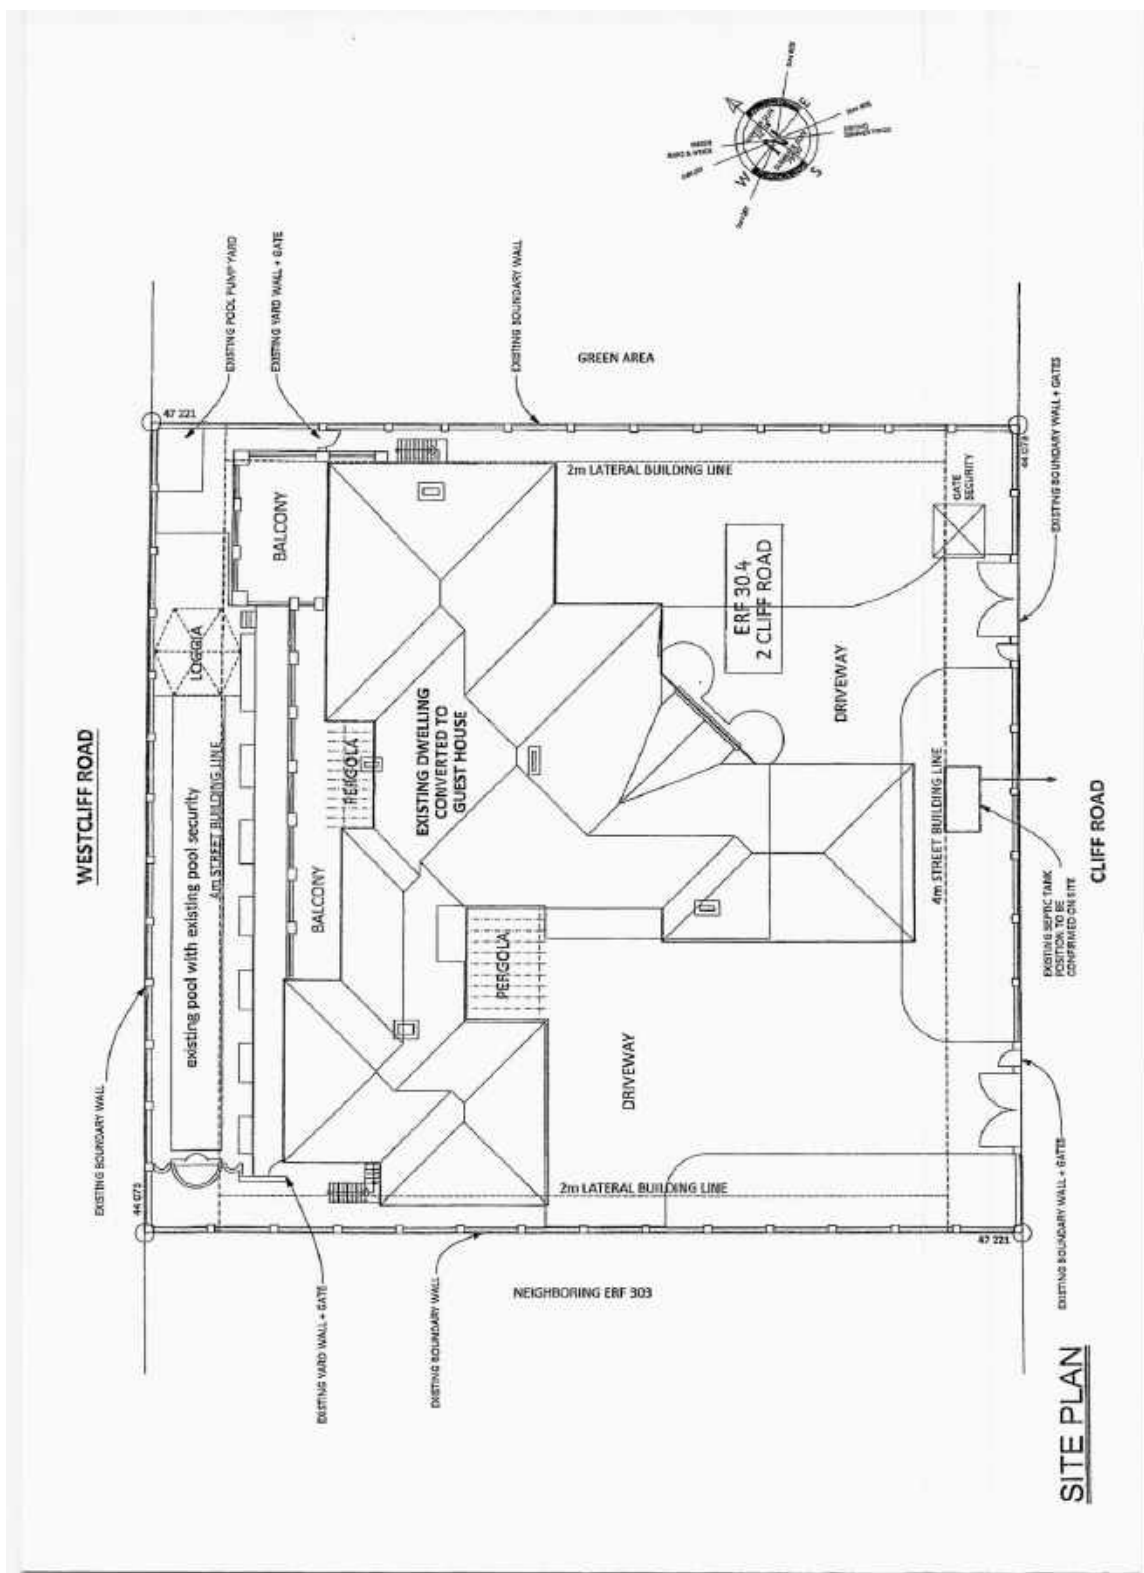 EXISTING POOL PUMP YARD
EXISTING YARD WALL + GATE
EXISTING BOUNDARY WALL
GREEN AREA
47 221
44 073
EXISTING BOUNDARY WALL + GATES
2m LATERAL BUILDING LINE
GATE
SECURITY
BALCONY
ERF 30.4
2 CLIFF ROAD
LOGGIA
DRIVEWAY
WESTCLIFF ROAD
existing pool with existing pool security
4m STREET BUILDING LINE
PERGOLA
EXISTING DWELLING
CONVERTED TO
GUEST HOUSE
BALCONY
PERGOLA
4m STREET BUILDING LINE
CLIFF ROAD
EXISTING SEPTIC TANK
POSITION TO BE
CONFIRMED ON SITE
DRIVEWAY
EXISTING BOUNDARY WALL
44 073
2m LATERAL BUILDING LINE
47 221
EXISTING BOUNDARY WALL + GATES
EXISTING YARD WALL + GATE
EXISTING BOUNDARY WALL
NEIGHBORING ERF 303
SITE PLAN
W
S
E